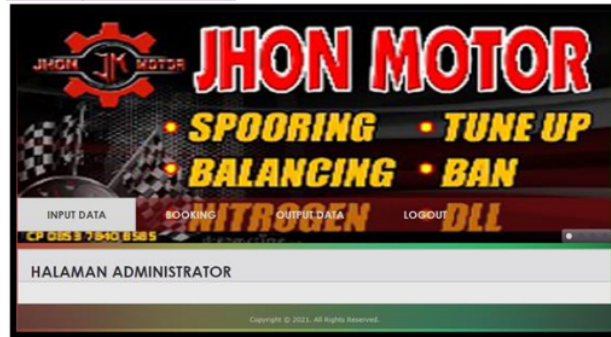 JHON JM MOTOR
JHON MOTOR
• SPOORING • TUNE UP
• BALANCING • BAN
• NITROGEN • DLL
INPUT DATA BOOKING OUTPUT DATA LOGOUT
CP 0853 7840 8585
HALAMAN ADMINISTRATOR
Copyright © 2021. All Rights Reserved.